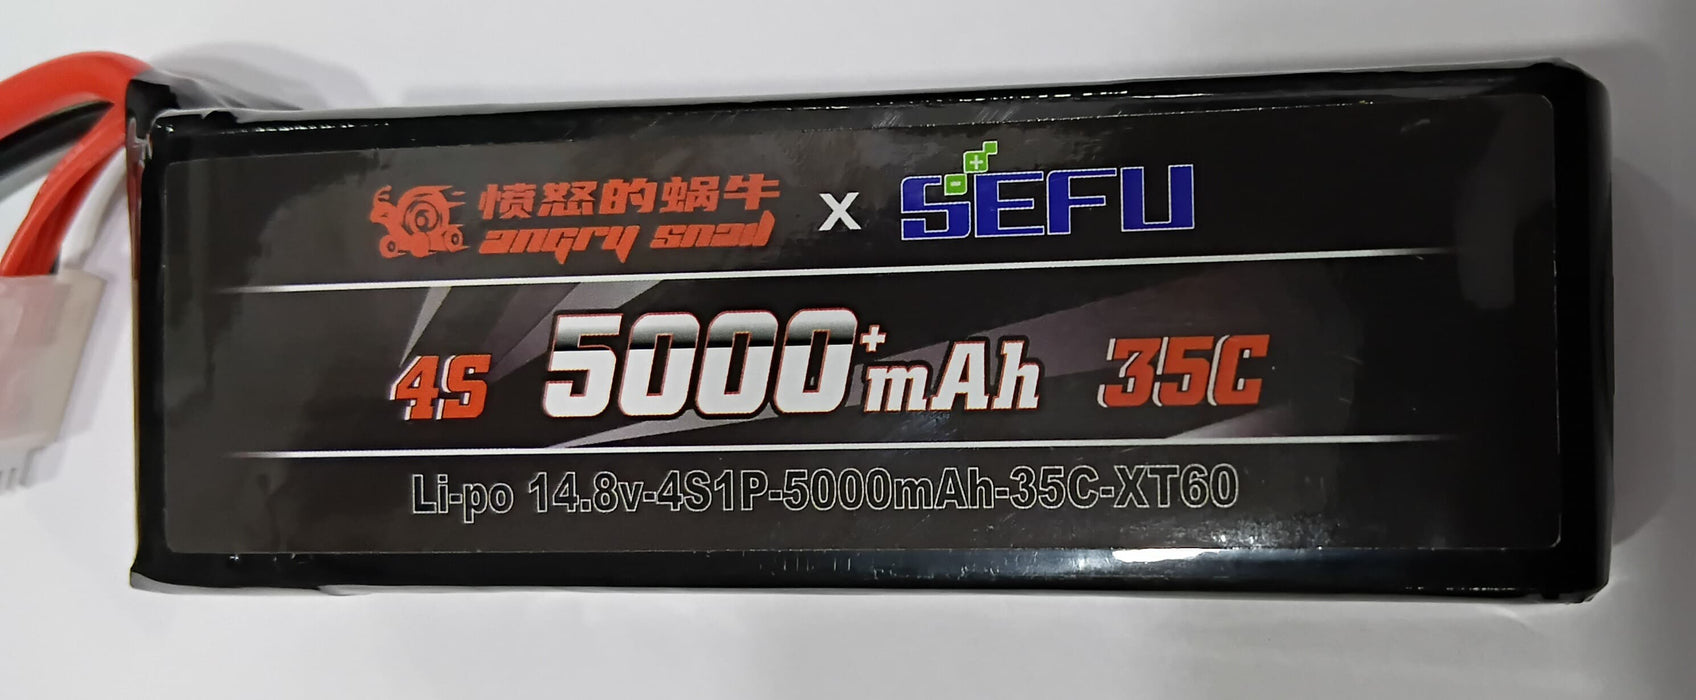 愤怒的蜗牛
angry snail x SEFU
4S 5000+mAh 35C
Li-po 14.8v-4S1P-5000mAh-35C-XT60